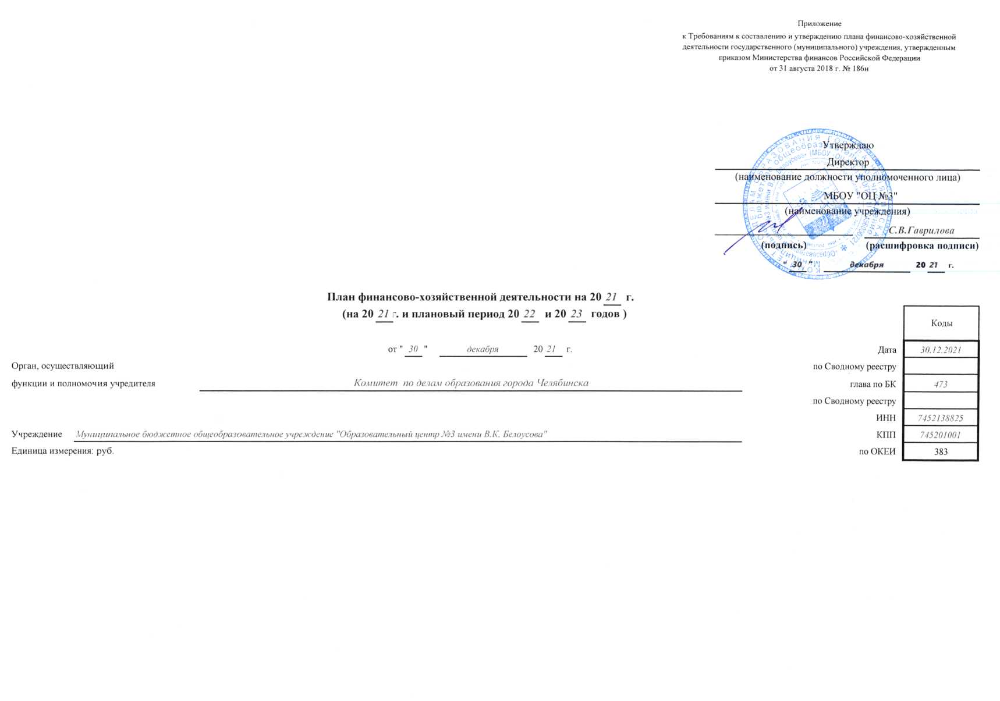 Приложение
к Требованиям к составлению и утверждению плана финансово-хозяйственной
деятельности государственного (муниципального) учреждения, утвержденным
приказом Министерства финансов Российской Федерации
от 31 августа 2018 г. № 186н
Утверждаю
Директор
(наименование должности уполномоченного лица)
МБОУ "ОЦ №3"
(наименование учреждения)
С.В.Гаврилова
(подпись) (расшифровка подписи)
" 30 " декабря 20 21 г.
План финансово-хозяйственной деятельности на 20 21 г.
(на 20 21 г. и плановый период 20 22 и 20 23 годов )
Коды
от " 30 " декабря 20 21 г.
Дата 30.12.2021
Орган, осуществляющий
по Сводному реестру
функции и полномочия учредителя Комитет по делам образования города Челябинска
глава по БК 473
по Сводному реестру
ИНН 7452138825
Учреждение Муниципальное бюджетное общеобразовательное учреждение "Образовательный центр №3 имени В.К. Белоусова"
КПП 745201001
Единица измерения: руб.
по ОКЕИ 383